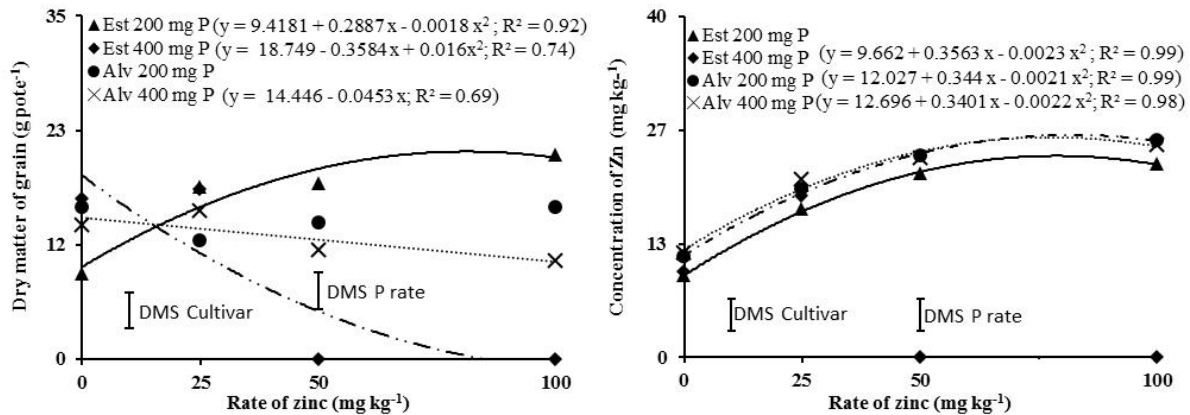 35
▲ Est 200 mg P (y = 9.4181 + 0.2887x - 0.0018 x²; R² = 0.92)
◆ Est 400 mg P (y = 18.749 - 0.3584x + 0.016x²; R² = 0.74)
● Alv 200 mg P
× Alv 400 mg P (y = 14.446 - 0.0453x; R² = 0.69)
23
12
0
Dry matter of grain (g pote⁻¹)
DMS Cultivar
DMS P rate
0 25 50 100
Rate of zinc (mg kg⁻¹)
40
▲ Est 200 mg P
◆ Est 400 mg P (y = 9.662 + 0.3563x - 0.0023 x²; R² = 0.99)
● Alv 200 mg P (y = 12.027 + 0.344x - 0.0021 x²; R² = 0.99)
× Alv 400 mg P (y = 12.696 + 0.3401x - 0.0022 x²; R² = 0.98)
27
13
0
Concentration of Zn (mg kg⁻¹)
DMS Cultivar
DMS P rate
0 25 50 100
Rate of zinc (mg kg⁻¹)